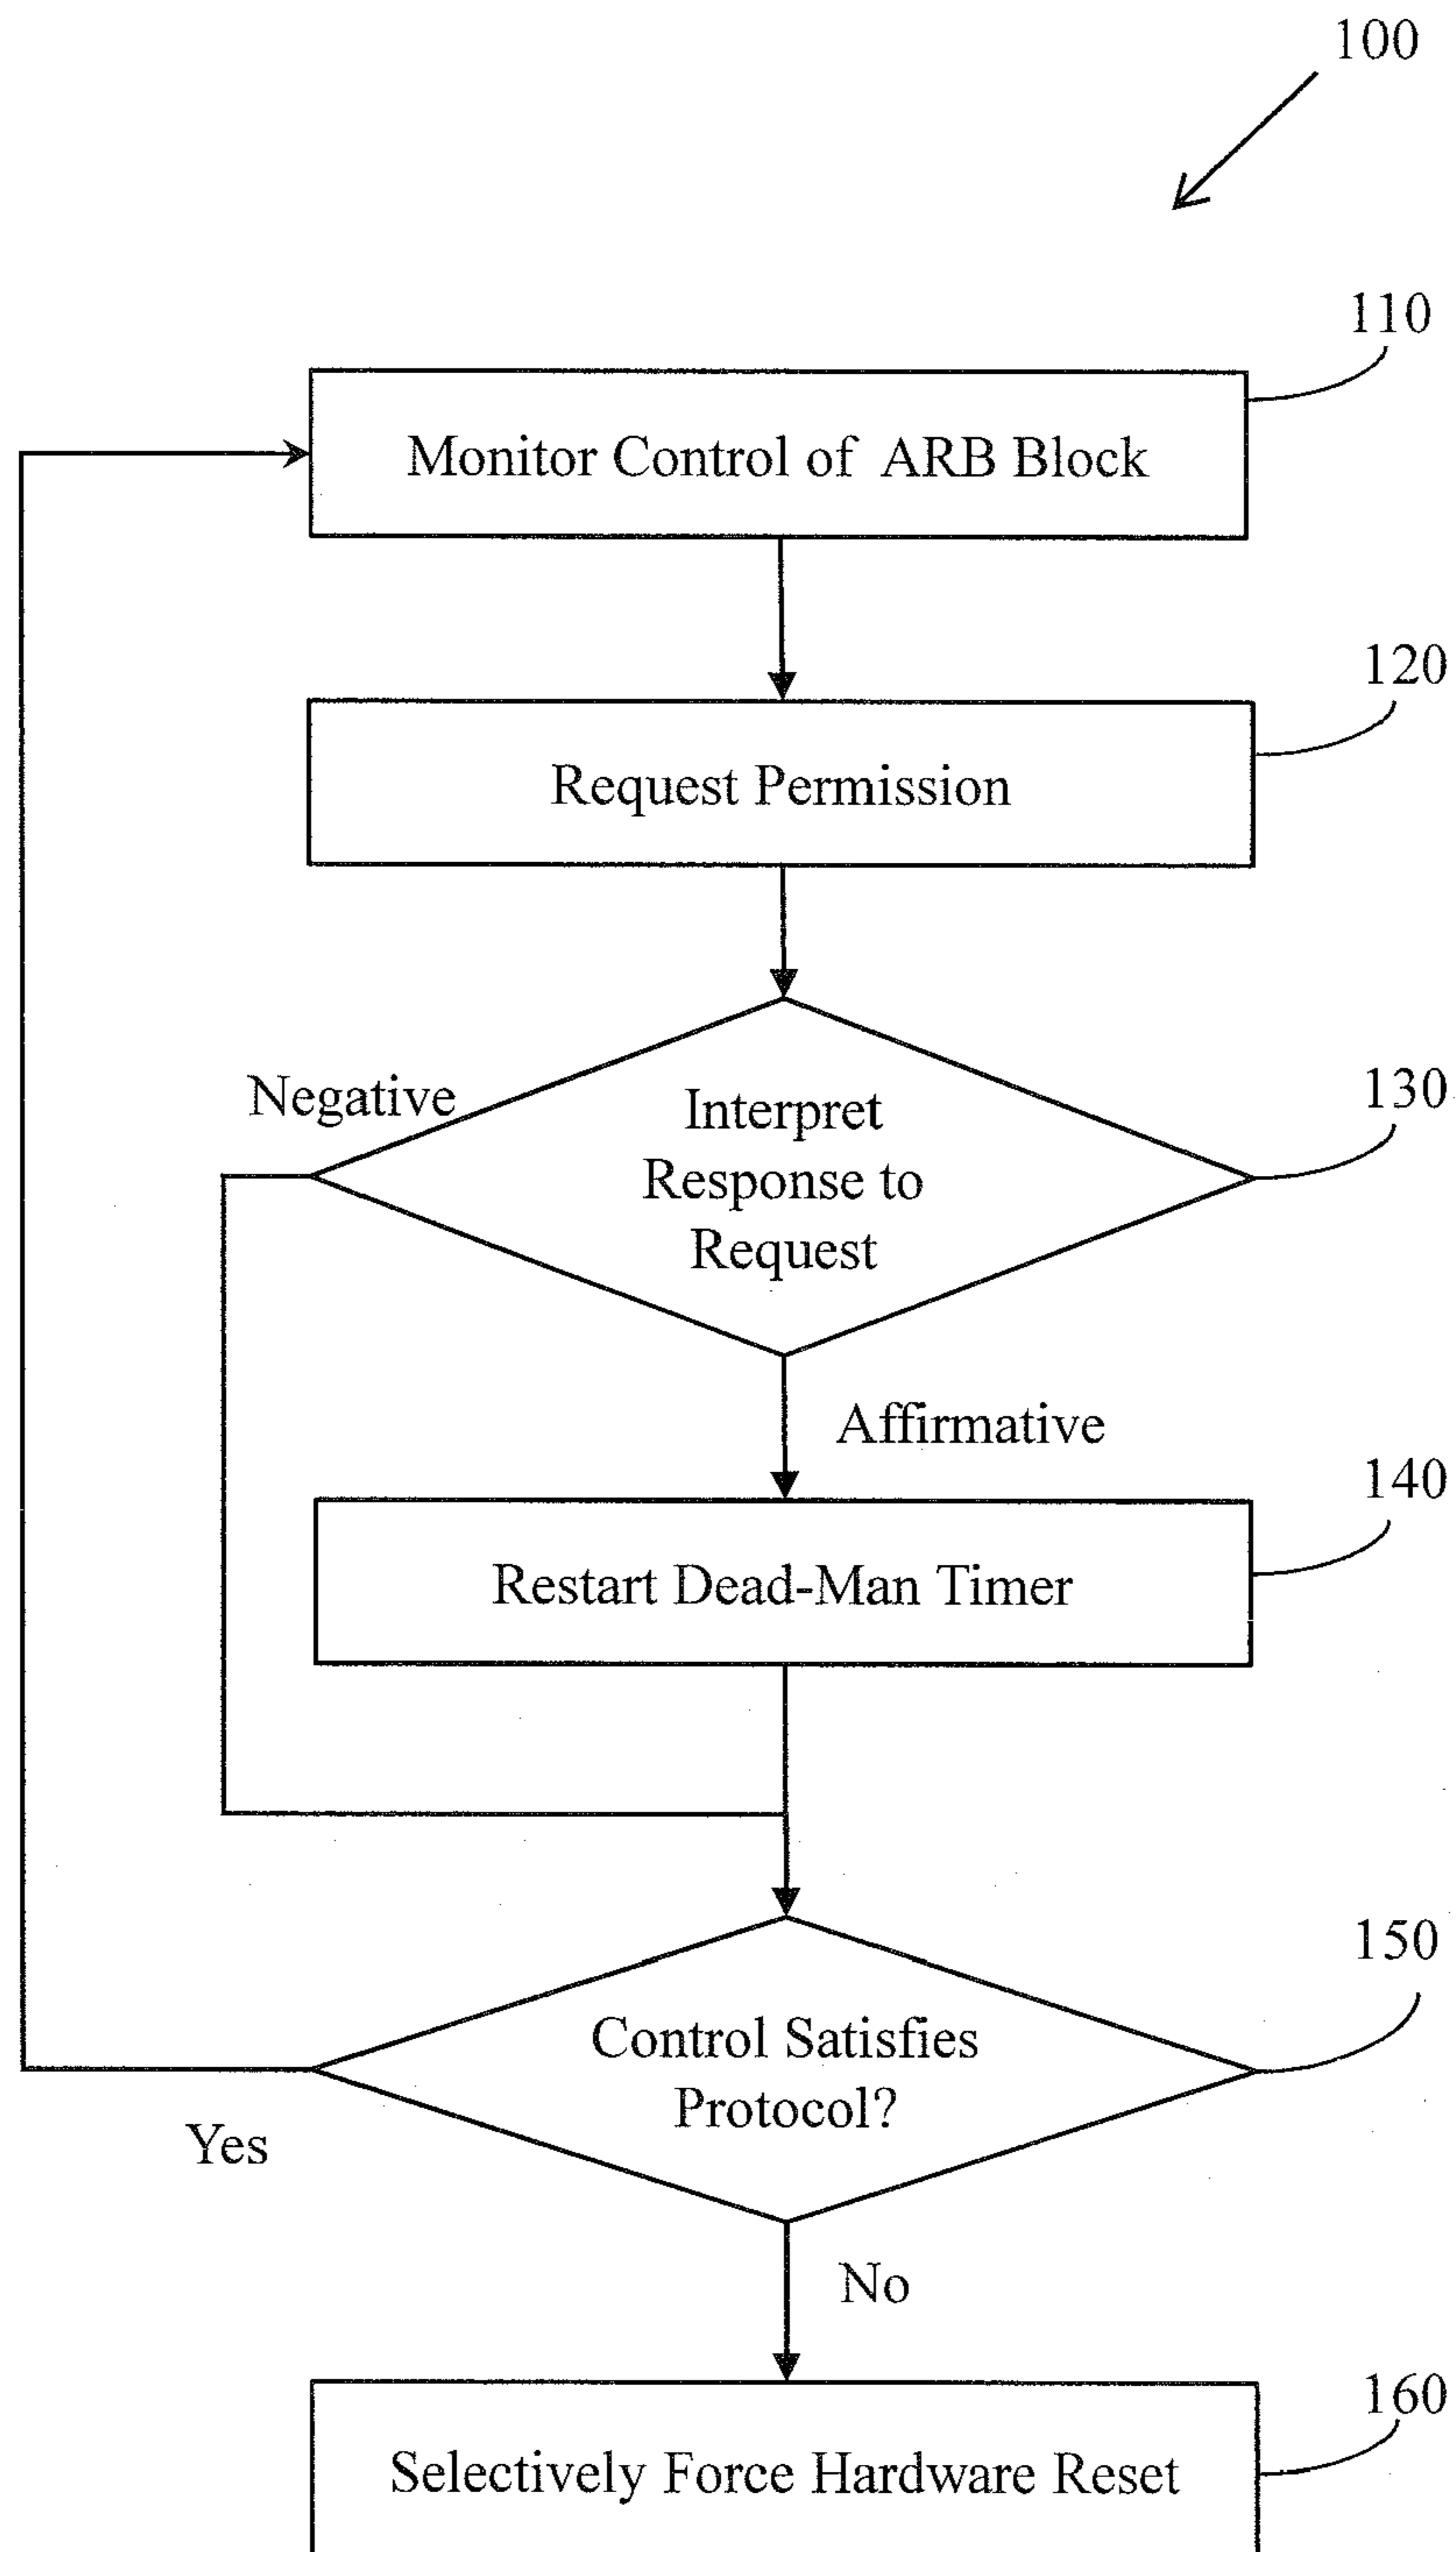 100
110
Monitor Control of ARB Block
120
Request Permission
130
Negative
Interpret
Response to
Request
Affirmative
140
Restart Dead-Man Timer
150
Control Satisfies
Protocol?
Yes
No
160
Selectively Force Hardware Reset